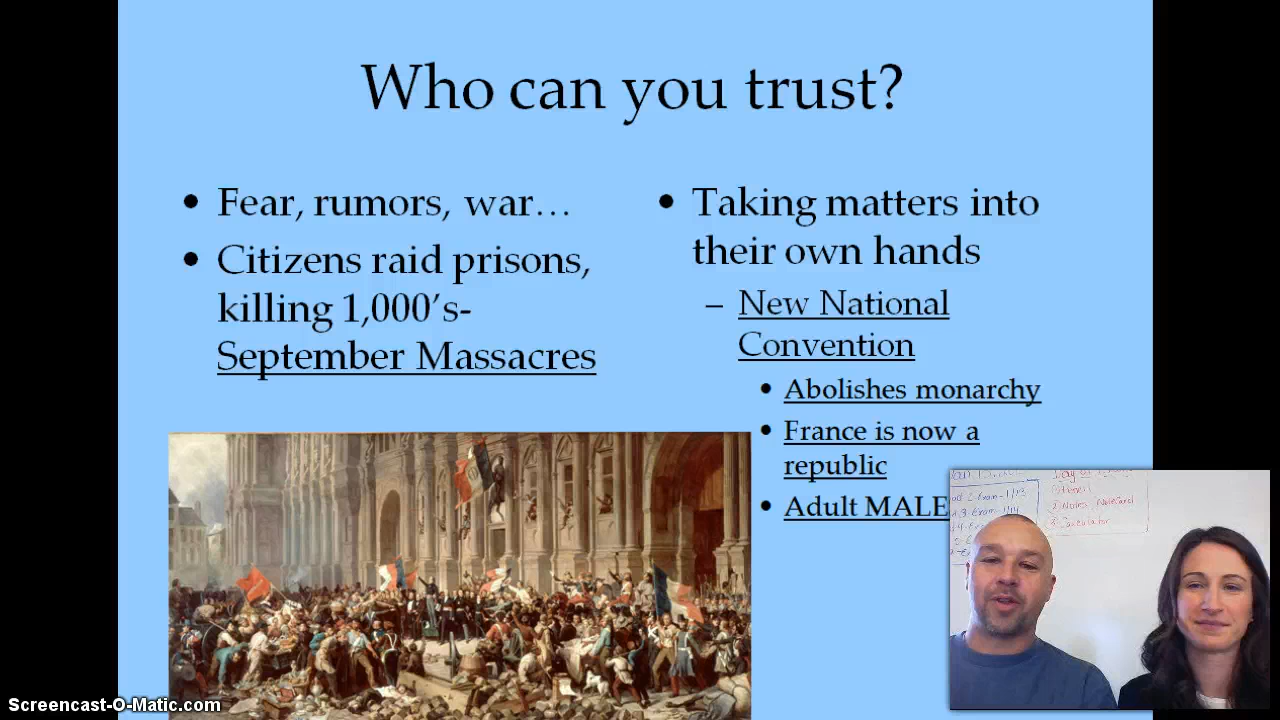 Who can you trust?
• Fear, rumors, war…
• Citizens raid prisons,
killing 1,000's-
September Massacres
• Taking matters into
their own hands
– New National
Convention
• Abolishes monarchy
• France is now a
republic
• Adult MALE
Calculator
Screencast-O-Matic.com